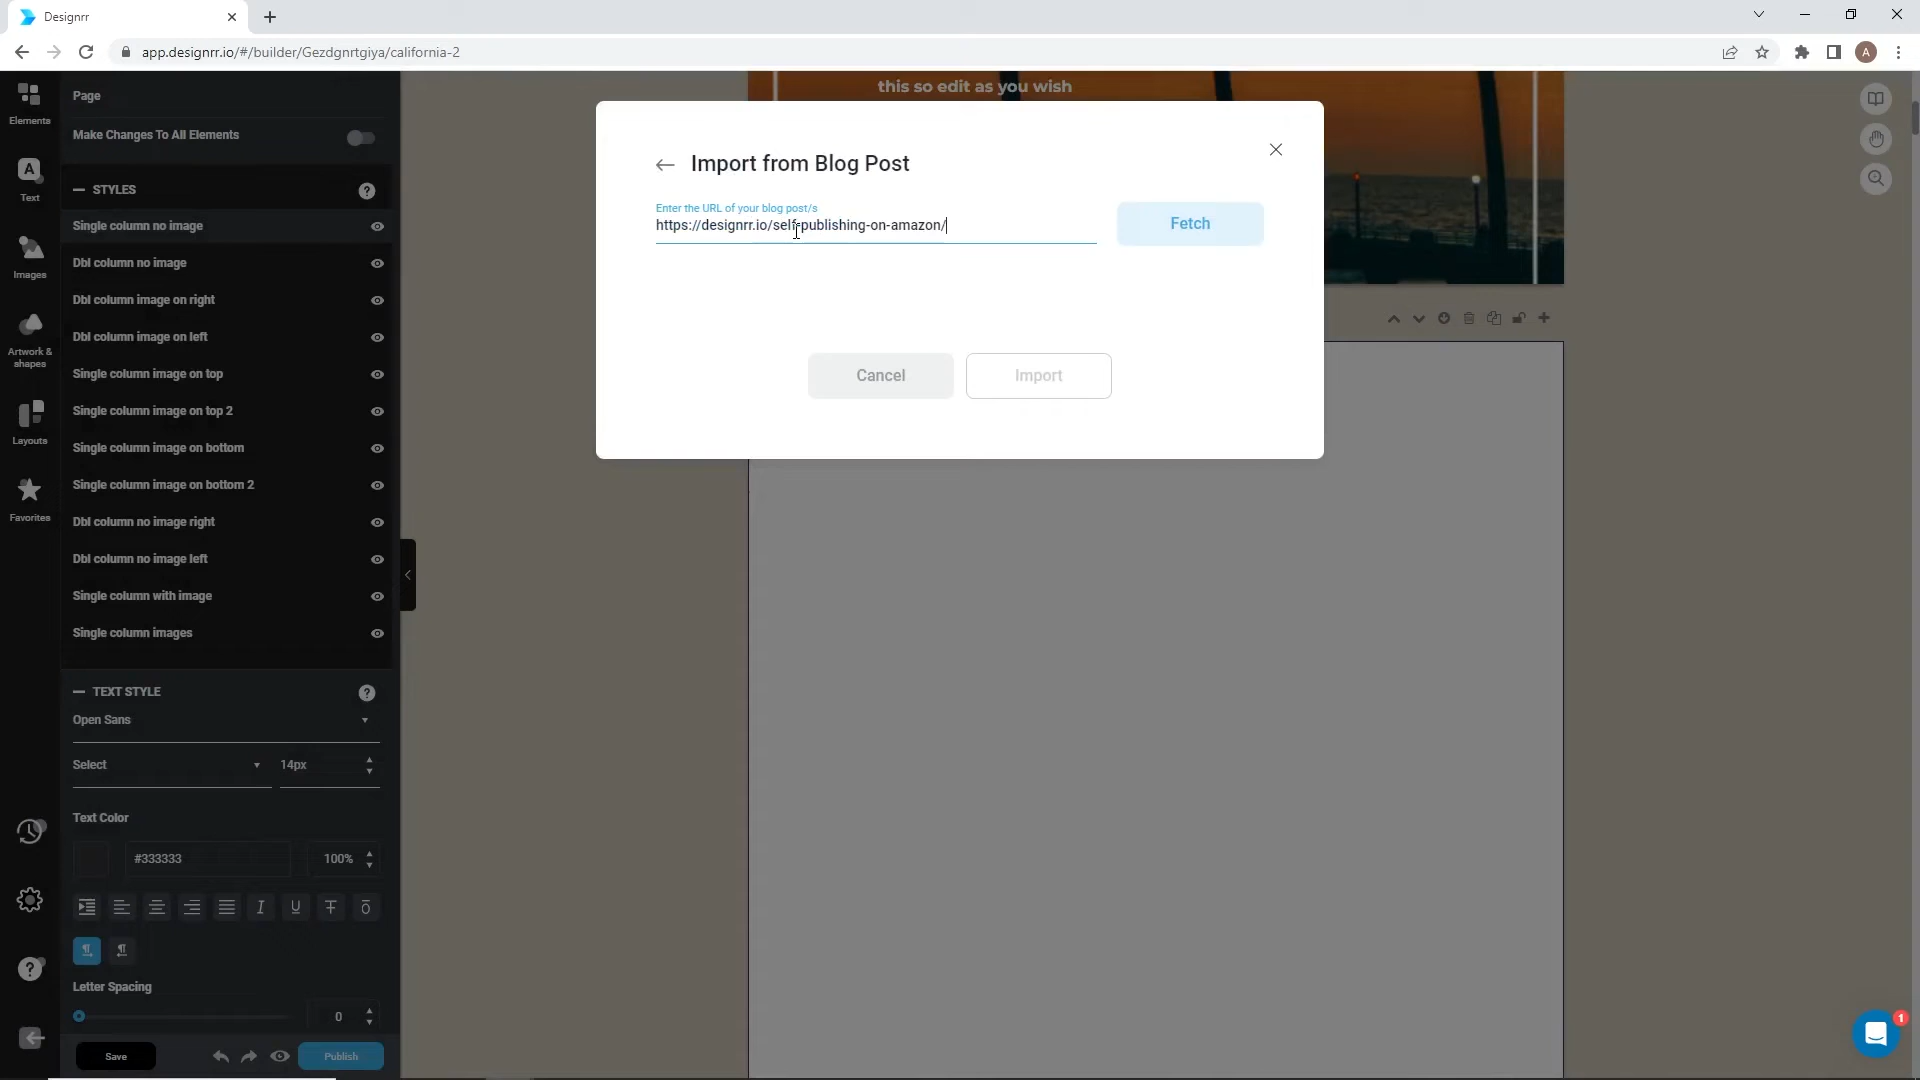 Designrr
app.designrr.io/#/builder/Gezdgnrtgiya/california-2
A
Elements
Text
Images
Artwork &
shapes
Layouts
Favorites
Page
Make Changes To All Elements
STYLES
Single column no image
Dbl column no image
Dbl column image on right
Dbl column image on left
Single column image on top
Single column image on top 2
Single column image on bottom
Single column image on bottom 2
Dbl column no image right
Dbl column no image left
Single column with image
Single column images
TEXT STYLE
Open Sans
Select
14px
Text Color
#333333
100%
Letter Spacing
0
Save
Publish
this so edit as you wish
Import from Blog Post
Enter the URL of your blog post/s
https://designrr.io/self-publishing-on-amazon/
Fetch
Cancel
Import
1